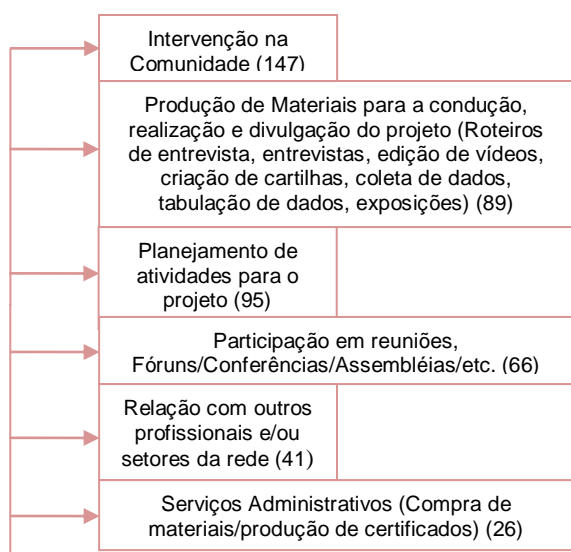 Intervenção na
Comunidade (147)
Produção de Materiais para a condução,
realização e divulgação do projeto (Roteiros
de entrevista, entrevistas, edição de vídeos,
criação de cartilhas, coleta de dados,
tabulação de dados, exposições) (89)
Planejamento de
atividades para o
projeto (95)
Participação em reuniões,
Fóruns/Conferências/Assembléias/etc. (66)
Relação com outros
profissionais e/ou
setores da rede (41)
Serviços Administrativos (Compra de
materiais/produção de certificados) (26)